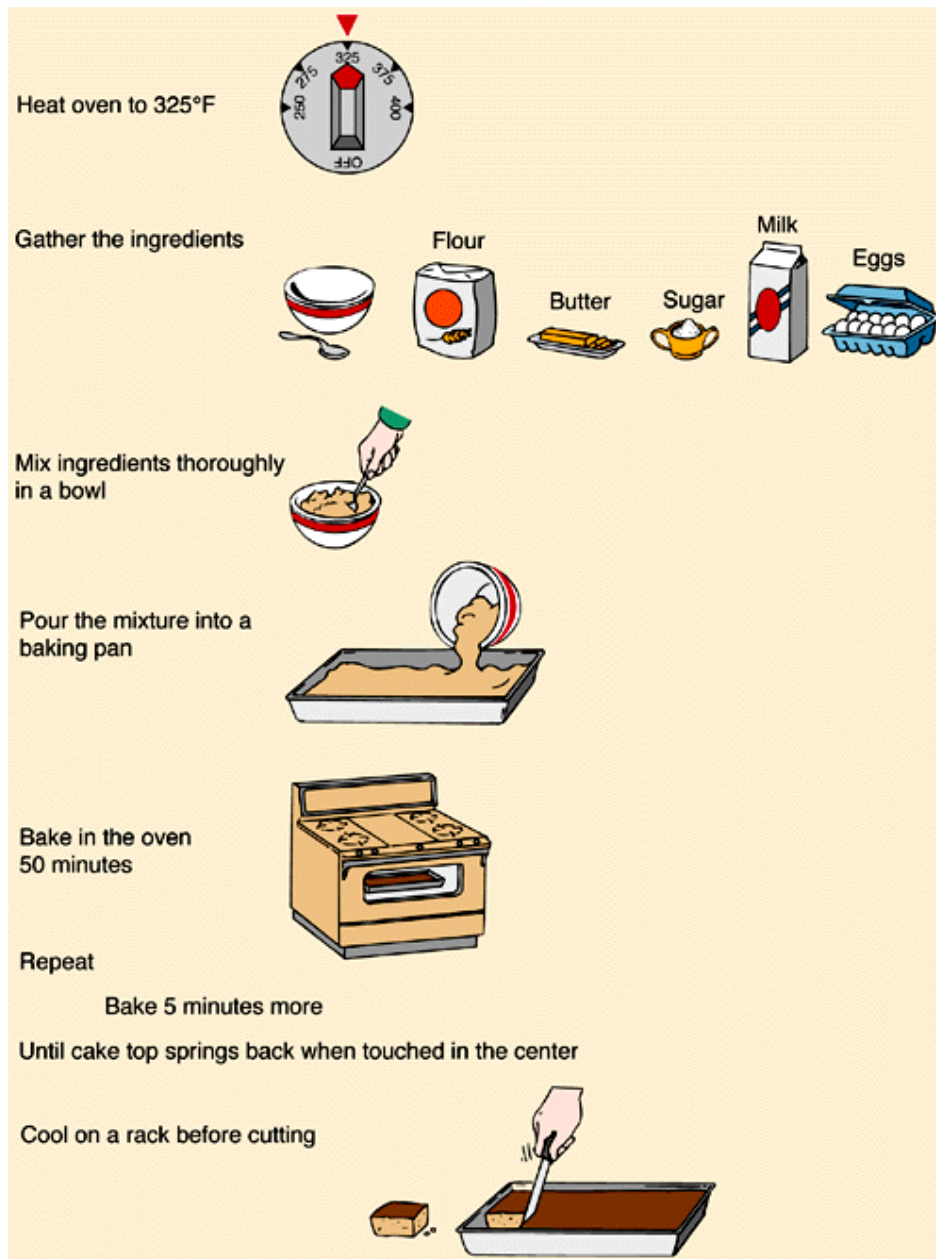 Heat oven to 325°F
250
275
325
375
400
OFF
Gather the ingredients
Flour
Butter
Sugar
Milk
Eggs
Mix ingredients thoroughly
in a bowl
Pour the mixture into a
baking pan
Bake in the oven
50 minutes
Repeat
Bake 5 minutes more
Until cake top springs back when touched in the center
Cool on a rack before cutting